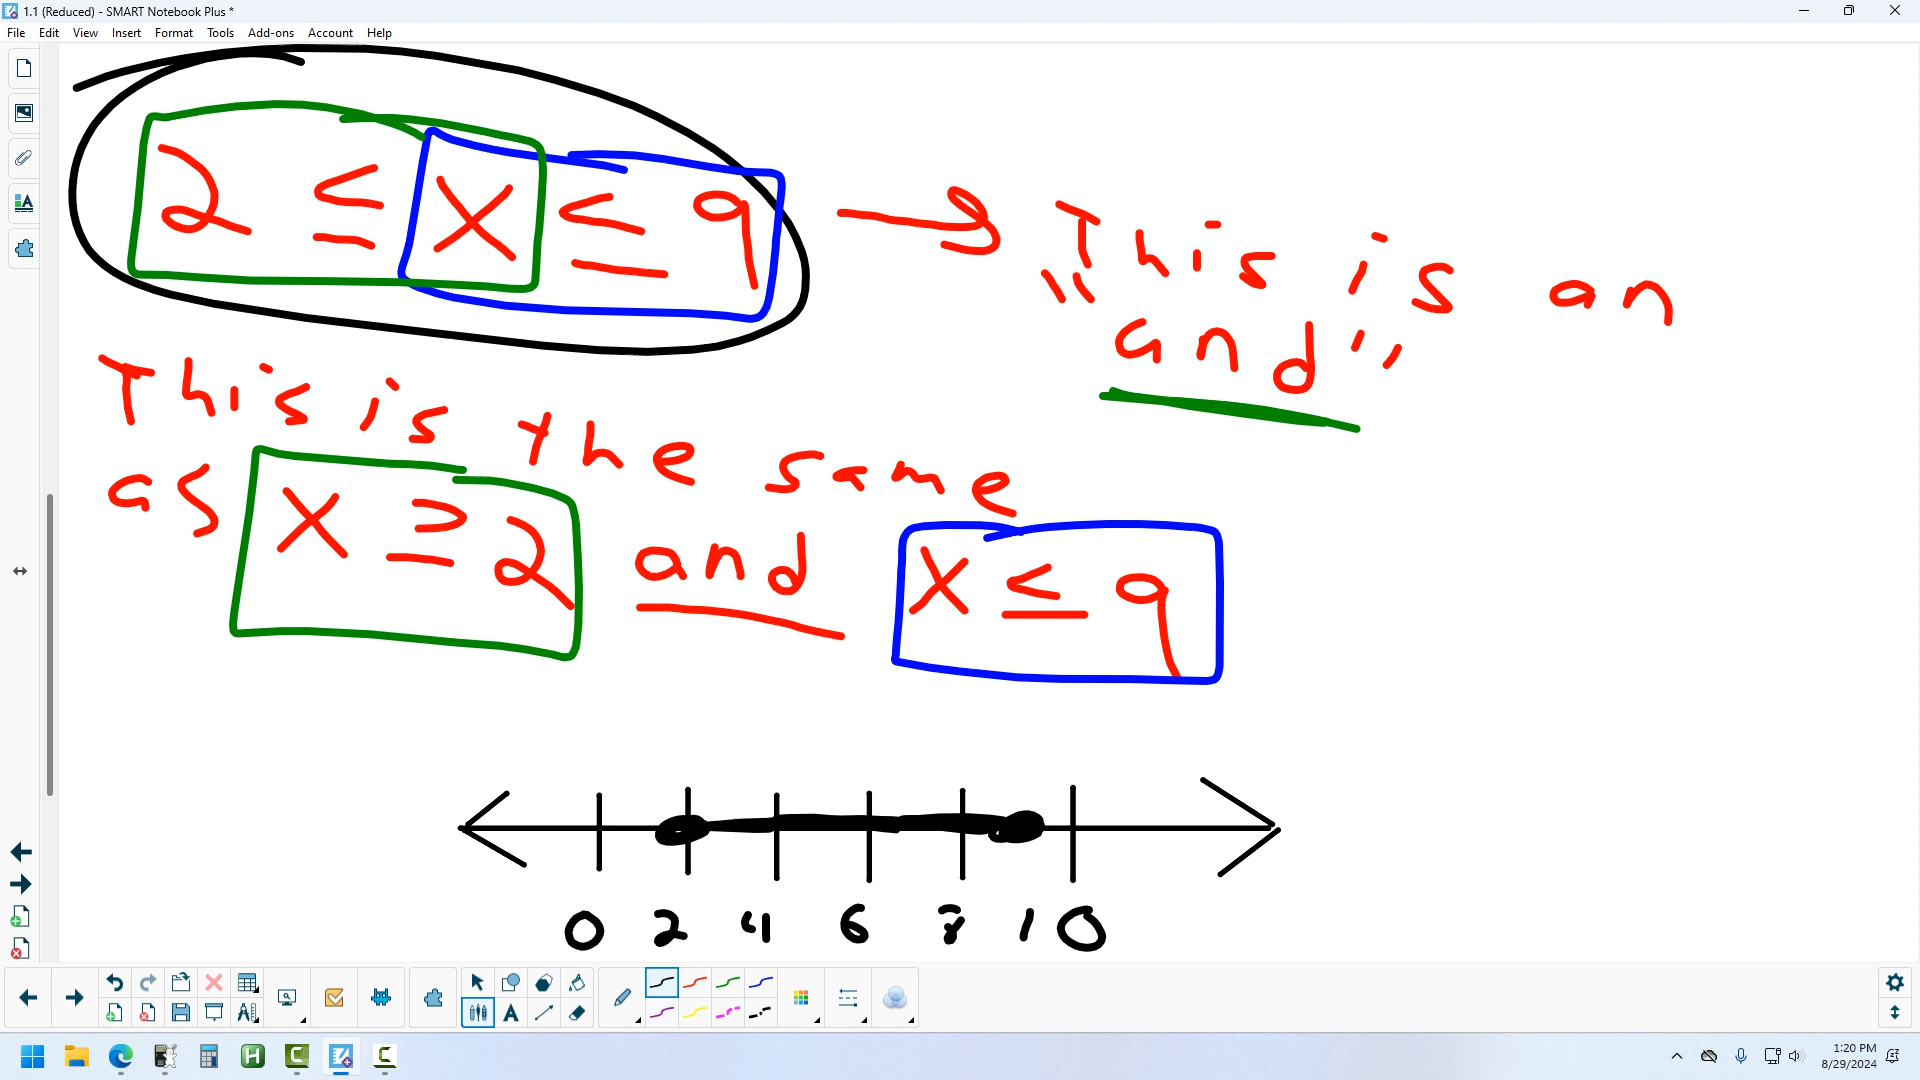 1.1 (Reduced) - SMART Notebook Plus *
File Edit View Insert Format Tools Add-ons Account Help
2 ≤ x ≤ 9 → This is an
"and"
This is the same
as x ≥ 2 and x ≤ 9
0 2 4 6 8 10
1:20 PM
8/29/2024